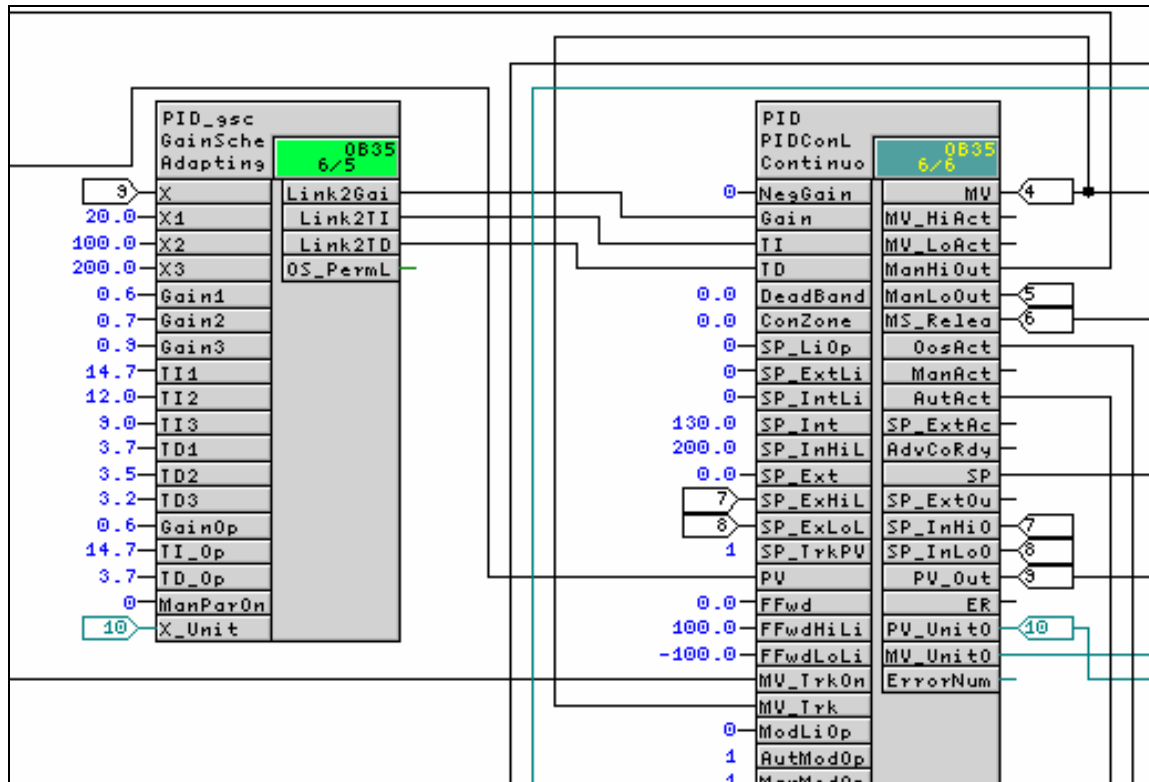 PID_gsc
GainSche
Adapting
OB35
6/5
9 X Link2Gai
20.0 X1 Link2TI
100.0 X2 Link2TD
200.0 X3 OS_PermL
0.6 Gain1
0.7 Gain2
0.9 Gain3
14.7 TI1
12.0 TI2
9.0 TI3
3.7 TD1
3.5 TD2
3.2 TD3
0.6 GainOp
14.7 TI_Op
3.7 TD_Op
0 ManParOn
10 X_Unit
PID
PIDConL
Continuo
OB35
6/6
0 NegGain MV 4
Gain MV_HiAct
TI MV_LoAct
TD ManHiOut
0.0 DeadBand ManLoOut 5
0.0 ConZone MS_Relea 6
0 SP_LiOp OosAct
0 SP_ExtLi ManAct
0 SP_IntLi AutAct
130.0 SP_Int SP_ExtAc
200.0 SP_InHiL AdvCoRdy
0.0 SP_Ext SP
7 SP_ExHiL SP_ExtOu
8 SP_ExLoL SP_InHiO 7
1 SP_TrkPV SP_InLoO 8
PV PV_Out 9
0.0 FFwd ER
100.0 FFwdHiLi PV_UnitO 10
-100.0 FFwdLoLi MV_UnitO
MV_TrkOn ErrorNum
MV_Trk
0 ModLiOp
1 AutModOp
1 ManModOp